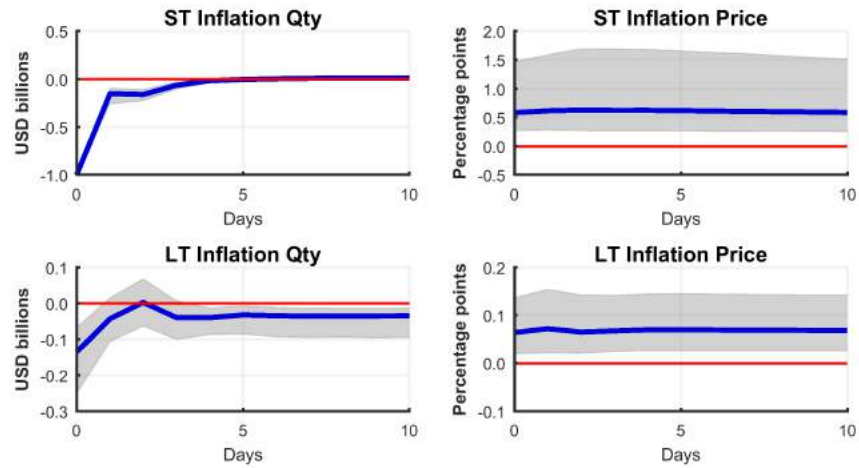 ST Inflation Qty
USD billions
0.5
0.0
-0.5
-1.0
0 5 10
Days
ST Inflation Price
Percentage points
2.0
1.5
1.0
0.5
0.0
-0.5
0 5 10
Days
LT Inflation Qty
USD billions
0.1
0.0
-0.1
-0.2
-0.3
0 5 10
Days
LT Inflation Price
Percentage points
0.2
0.1
0.0
-0.1
0 5 10
Days